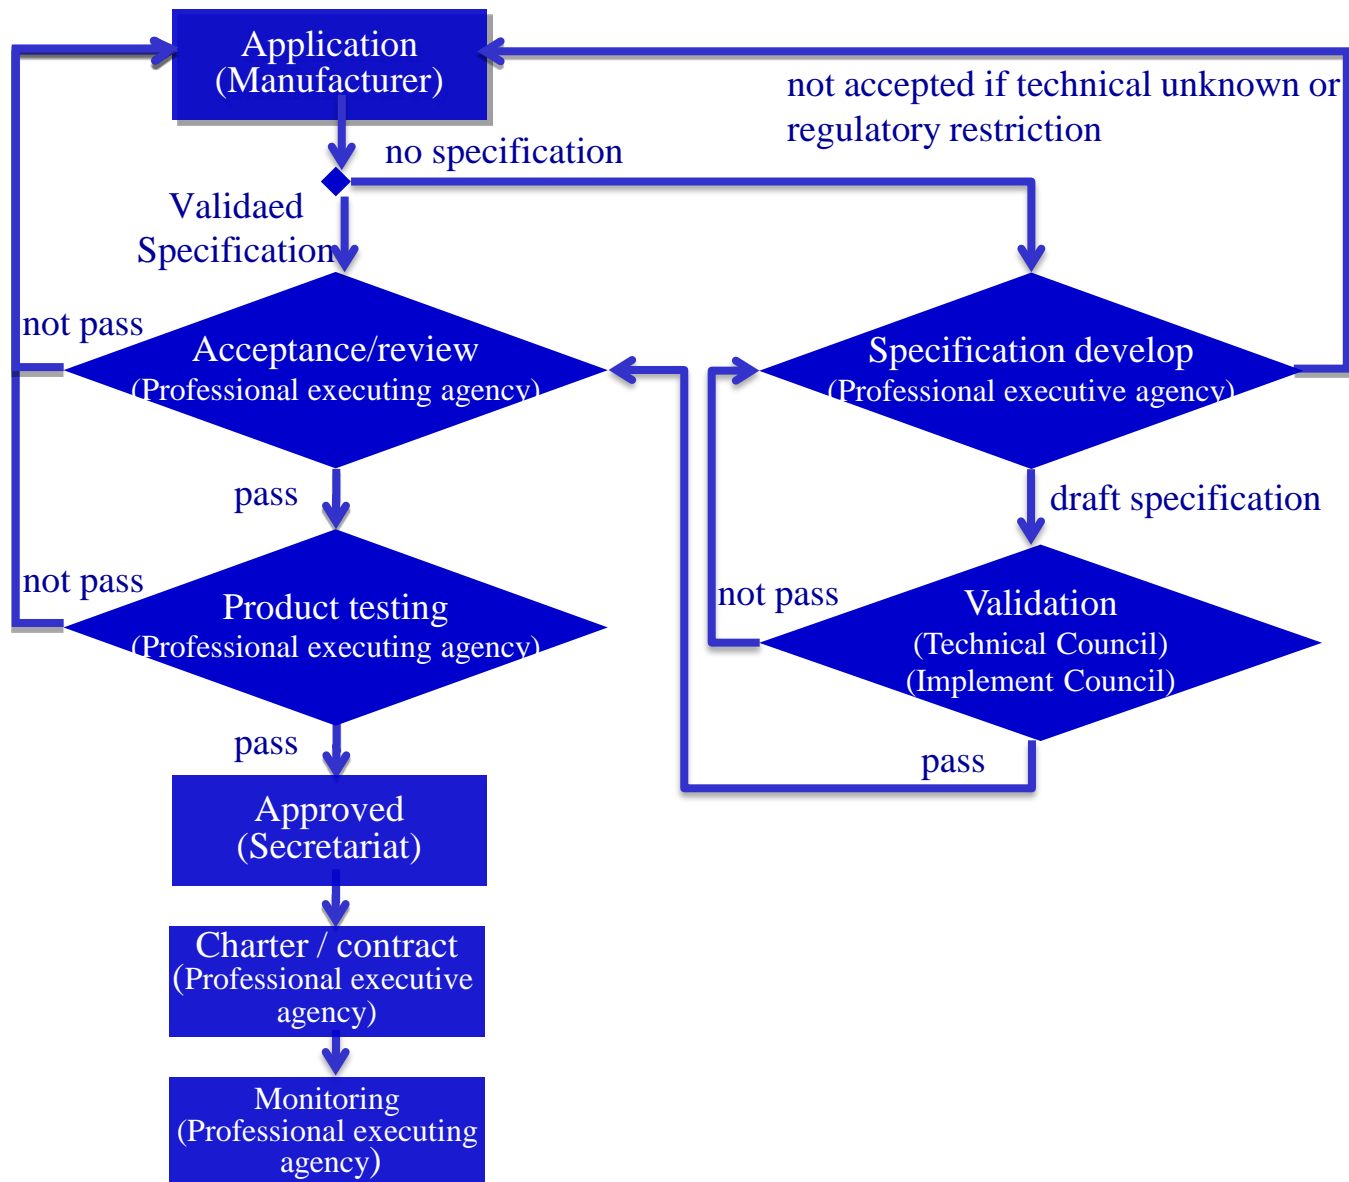 Application
(Manufacturer)
not accepted if technical unknown or
regulatory restriction
no specification
Validaed
Specification
not pass
Acceptance/review
(Professional executing agency)
Specification develop
(Professional executive agency)
pass
draft specification
not pass
Product testing
(Professional executing agency)
not pass
Validation
(Technical Council)
(Implement Council)
pass
pass
Approved
(Secretariat)
Charter / contract
(Professional executive
agency)
Monitoring
(Professional executing
agency)